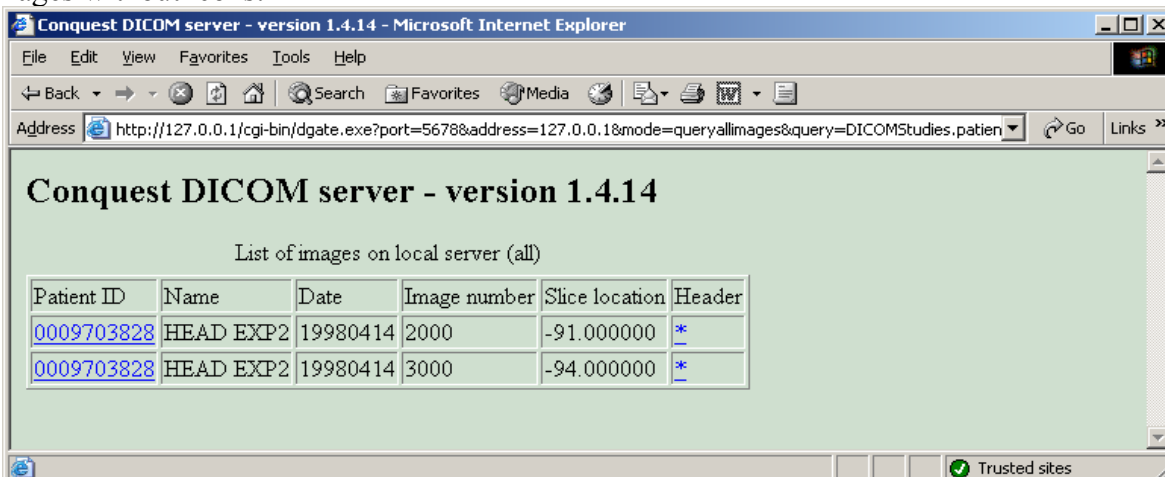 Conquest DICOM server - version 1.4.14 - Microsoft Internet Explorer
File Edit View Favorites Tools Help
Back Search Favorites Media
Address http://127.0.0.1/cgi-bin/dgate.exe?port=5678&address=127.0.0.1&mode=queryallimages&query=DICOMStudies.patien Go Links »
Conquest DICOM server - version 1.4.14
List of images on local server (all)
Patient ID Name Date Image number Slice location Header
0009703828 HEAD EXP2 19980414 2000 -91.000000 *
0009703828 HEAD EXP2 19980414 3000 -94.000000 *
Trusted sites